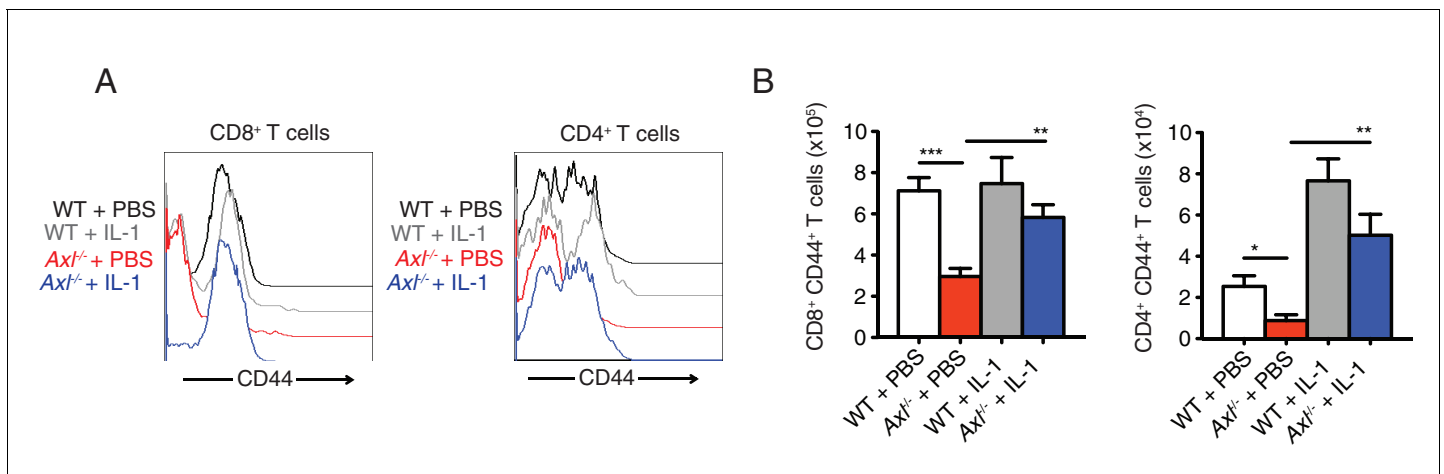 A
CD8⁺ T cells
WT + PBS
WT + IL-1
Axl⁻/⁻ + PBS
Axl⁻/⁻ + IL-1
CD44
CD4⁺ T cells
WT + PBS
WT + IL-1
Axl⁻/⁻ + PBS
Axl⁻/⁻ + IL-1
CD44
B
CD8⁺ CD44⁺ T cells (x10⁵)
10
8
6
4
2
0
***
**
WT + PBS
Axl⁻/⁻ + PBS
WT + IL-1
Axl⁻/⁻ + IL-1
CD4⁺ CD44⁺ T cells (x10⁴)
10
8
6
4
2
0
*
**
WT + PBS
Axl⁻/⁻ + PBS
WT + IL-1
Axl⁻/⁻ + IL-1